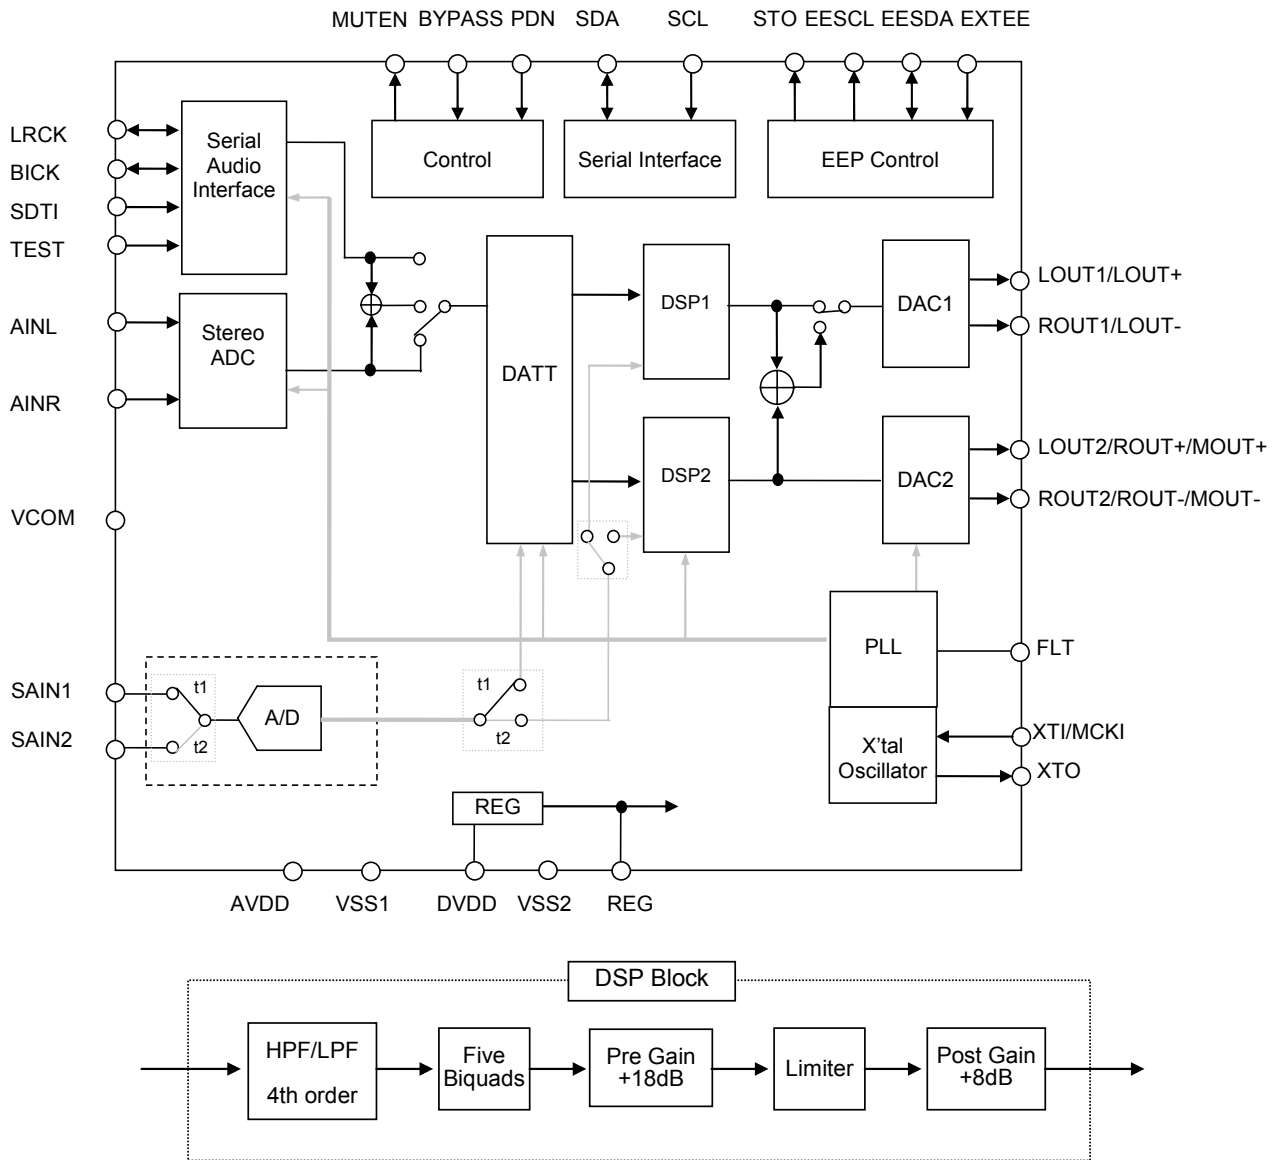 MUTEN BYPASS PDN SDA SCL STO EESCL EESDA EXTEE
LRCK
BICK
SDTI
TEST
AINL
AINR
VCOM
SAIN1
SAIN2
Serial
Audio
Interface
Stereo
ADC
Control
Serial Interface
EEP Control
DATT
DSP1
DSP2
DAC1
DAC2
LOUT1/LOUT+
ROUT1/LOUT-
LOUT2/ROUT+/MOUT+
ROUT2/ROUT-/MOUT-
PLL
FLT
X'tal
Oscillator
XTI/MCKI
XTO
t1
t2
A/D
t1
t2
REG
AVDD VSS1 DVDD VSS2 REG
DSP Block
HPF/LPF
4th order
Five
Biquads
Pre Gain
+18dB
Limiter
Post Gain
+8dB